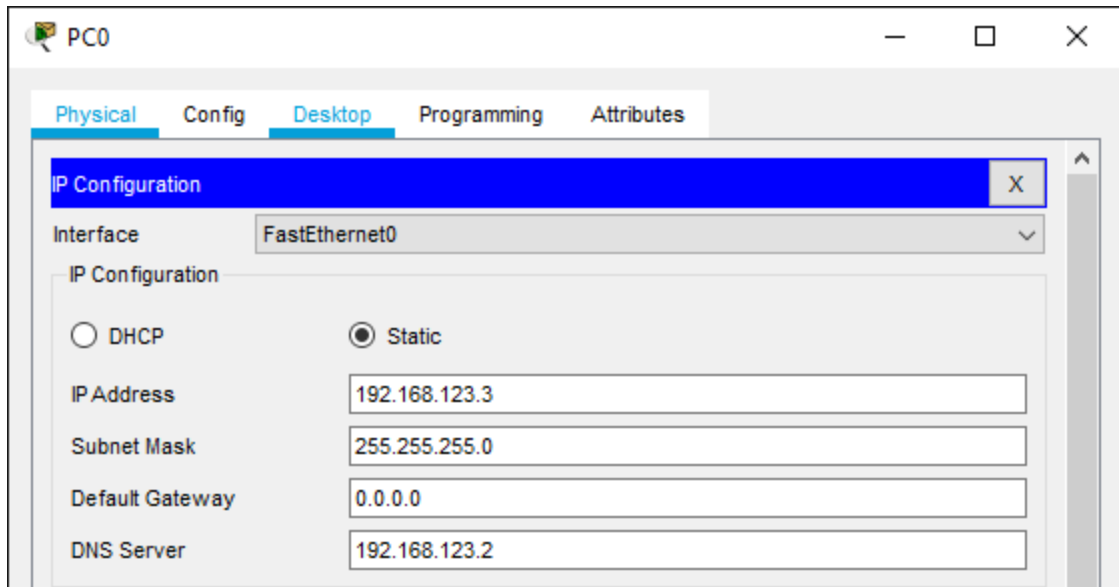 PC0
Physical Config Desktop Programming Attributes
IP Configuration X
Interface FastEthernet0
IP Configuration
DHCP Static
IP Address 192.168.123.3
Subnet Mask 255.255.255.0
Default Gateway 0.0.0.0
DNS Server 192.168.123.2